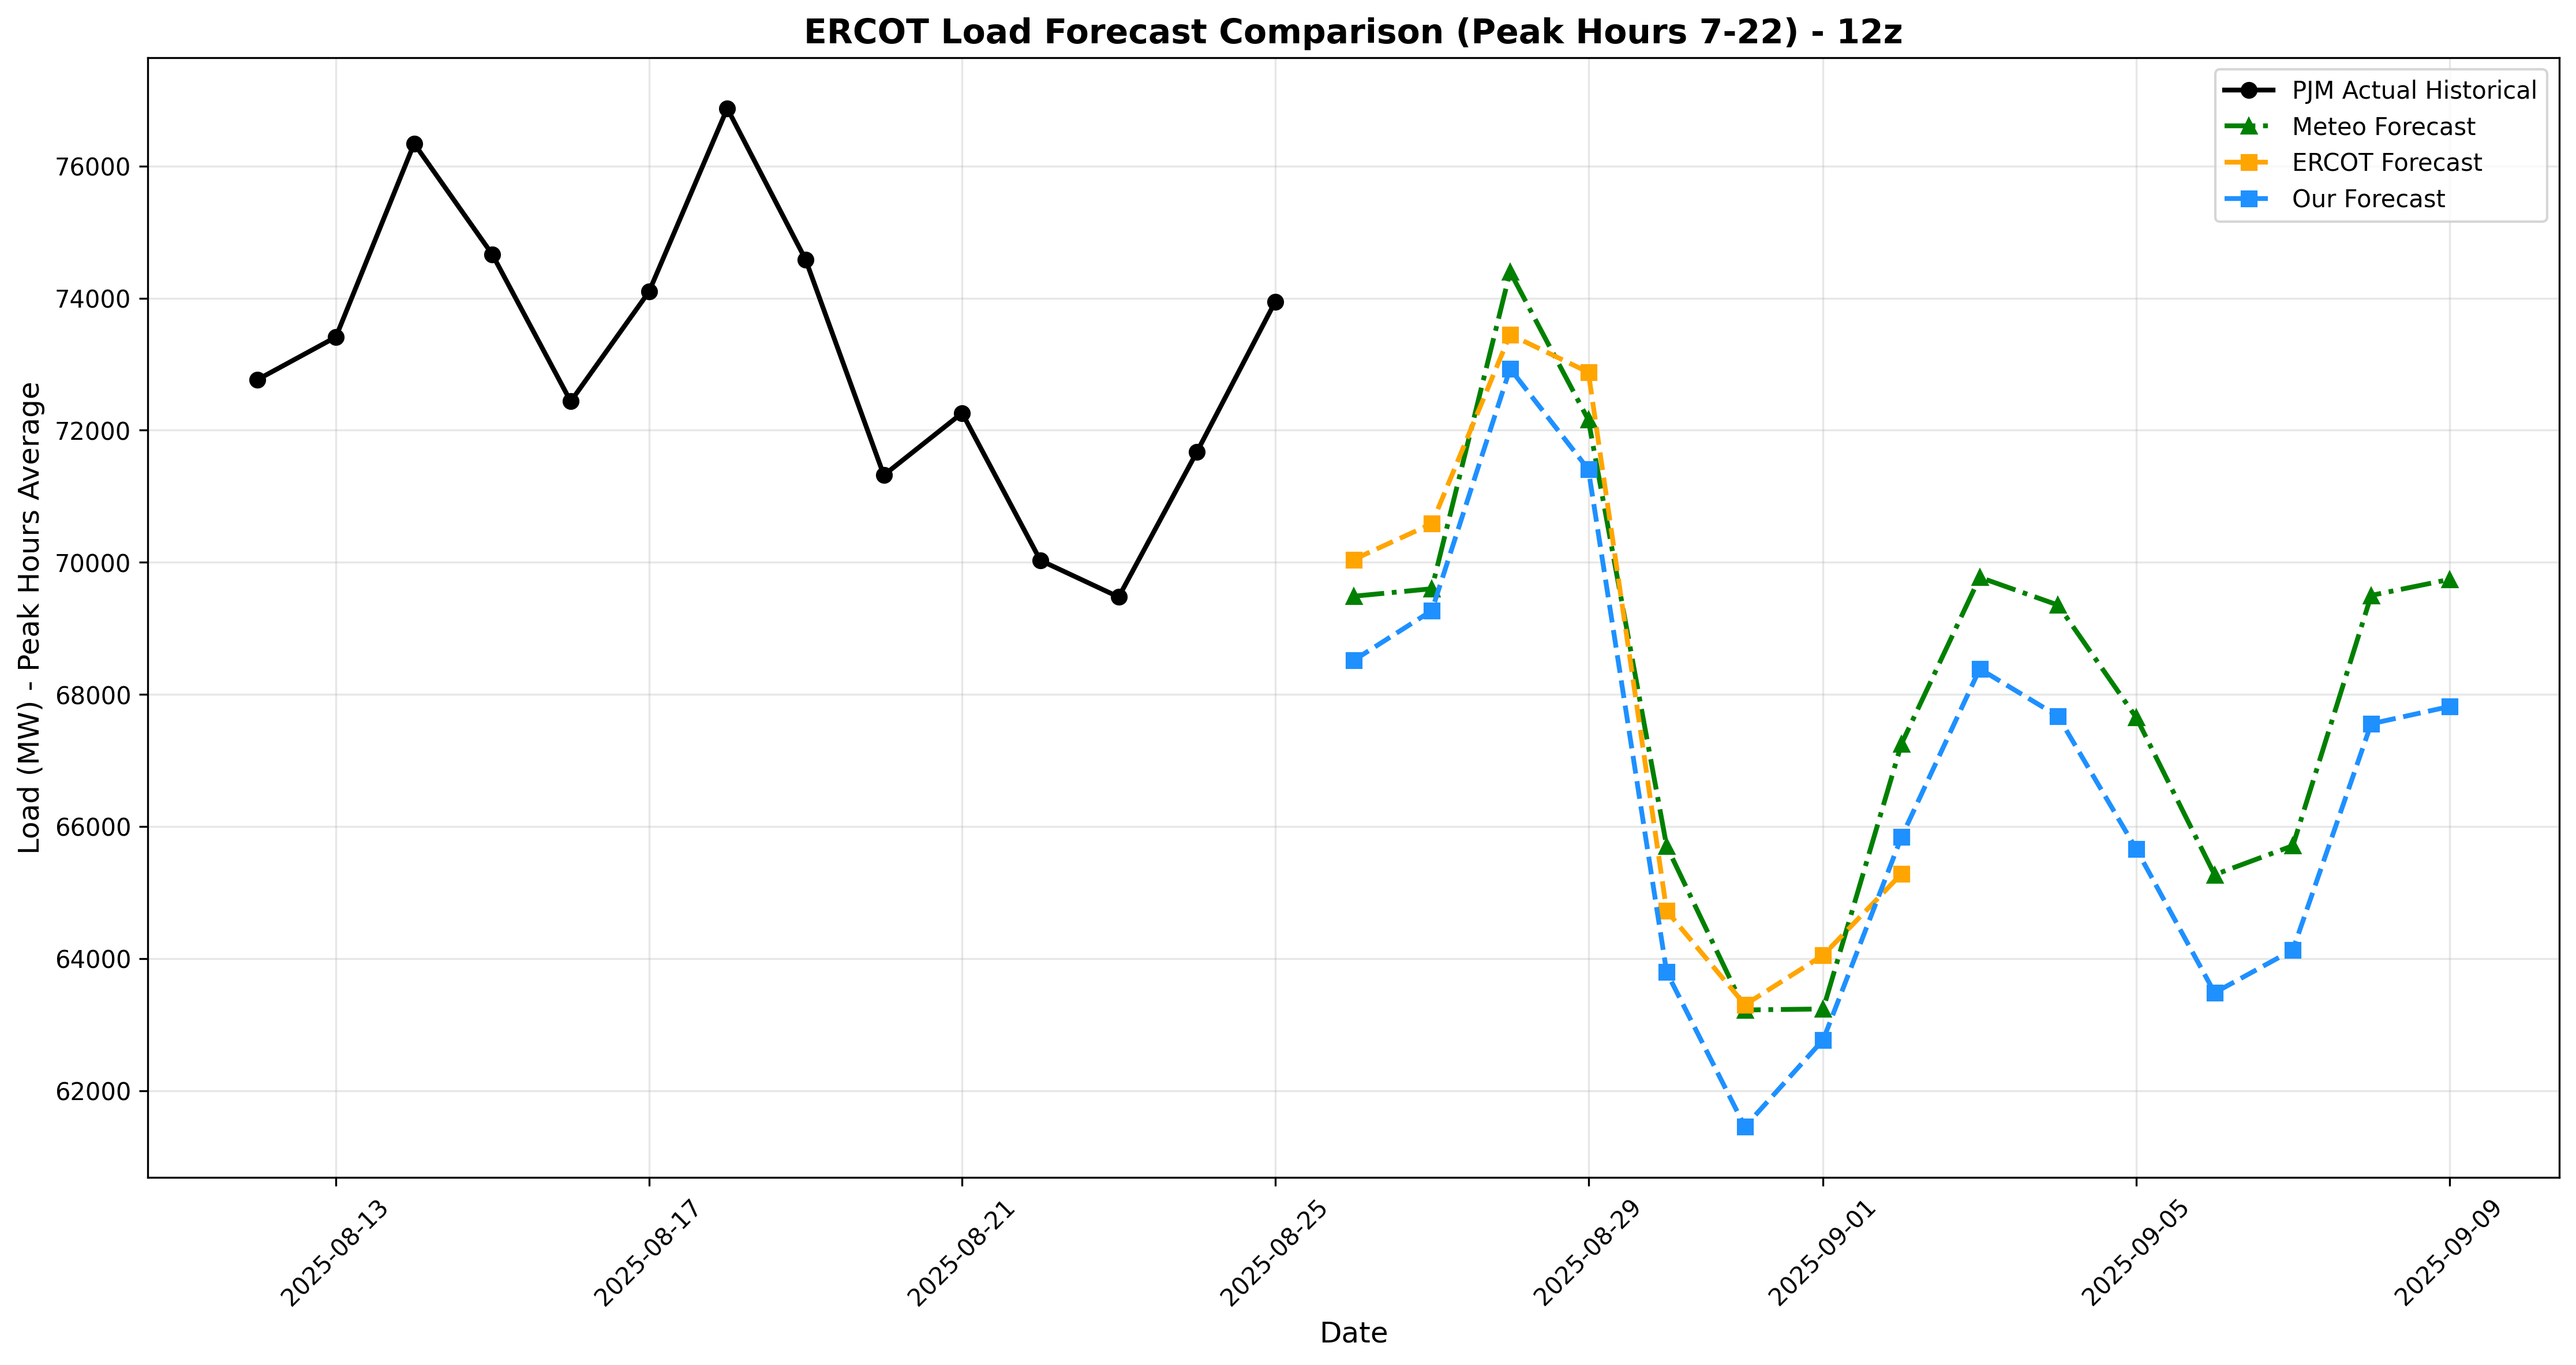 ERCOT Load Forecast Comparison (Peak Hours 7-22) - 12z
PJM Actual Historical
Meteo Forecast
ERCOT Forecast
Our Forecast
Load (MW) - Peak Hours Average
76000
74000
72000
70000
68000
66000
64000
62000
2025-08-13
2025-08-17
2025-08-21
2025-08-25
2025-08-29
2025-09-01
2025-09-05
2025-09-09
Date